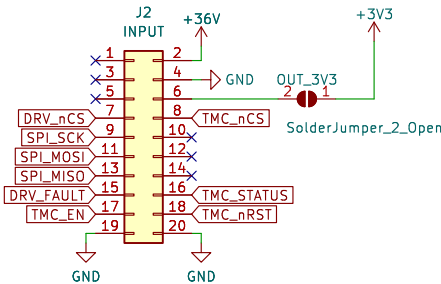 J2
INPUT
+36V
+3V3
1 2
3 4 GND
5 6 OUT_3V3 2 1
DRV_nCS 7 8 TMC_nCS
SolderJumper_2_Open
SPI_SCK 9 10
SPI_MOSI 11 12
SPI_MISO 13 14
DRV_FAULT 15 16 TMC_STATUS
TMC_EN 17 18 TMC_nRST
19 20
GND GND